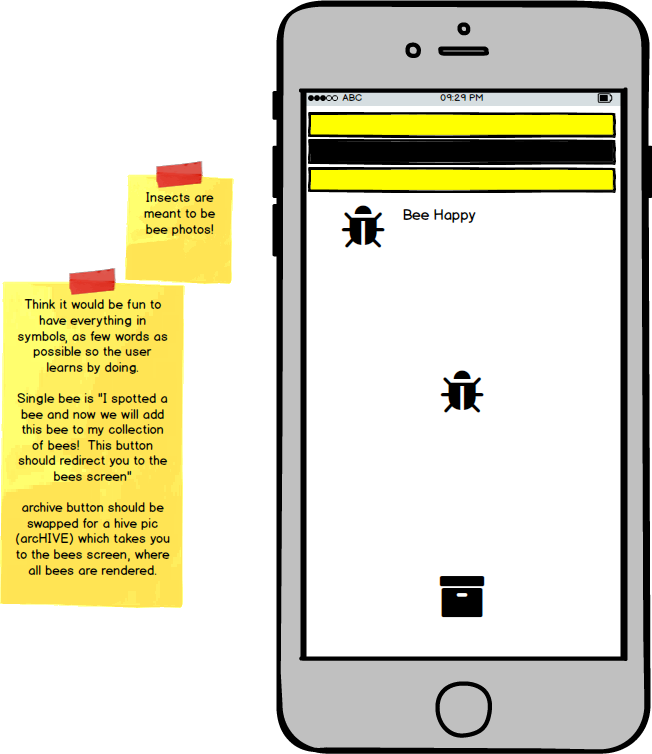 ABC
09:29 PM
Bee Happy
Insects are
meant to be
bee photos!
Think it would be fun to
have everything in
symbols, as few words as
possible so the user
learns by doing.
Single bee is "I spotted a
bee and now we will add
this bee to my collection
of bees!  This button
should redirect you to the
bees screen"
archive button should be
swapped for a hive pic
(arcHIVE) which takes you
to the bees screen, where
all bees are rendered.